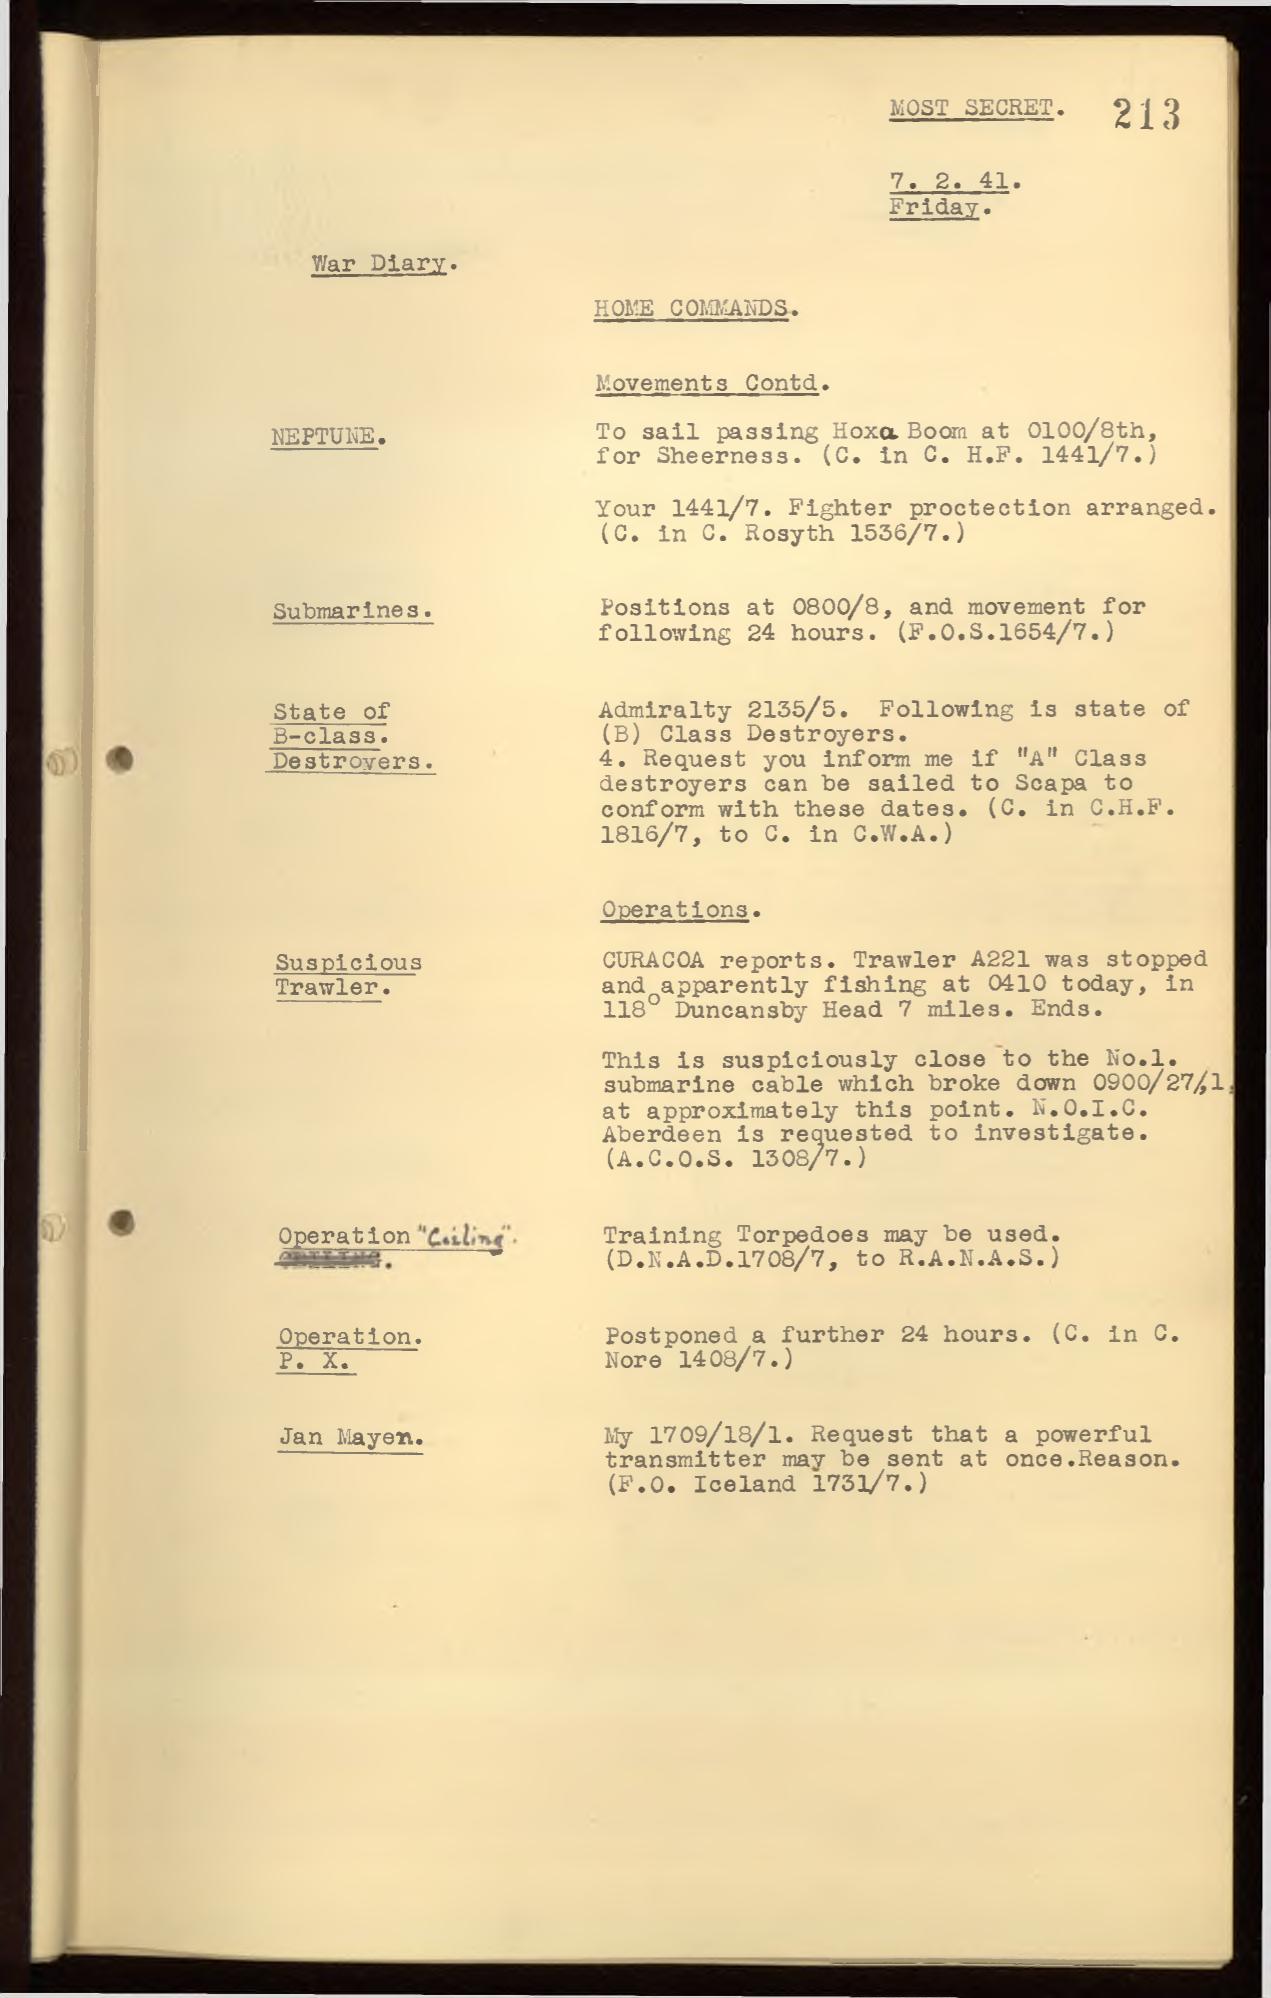 MOST SECRET. 213
7. 2. 41.
Friday.
War Diary.
HOME COMMANDS.
Movements Contd.
NEPTUNE.
To sail passing Hoxa Boom at 0100/8th,
for Sheerness. (C. in C. H.F. 1441/7.)
Your 1441/7. Fighter proctection arranged.
(C. in C. Rosyth 1536/7.)
Submarines.
Positions at 0800/8, and movement for
following 24 hours. (F.O.S.1654/7.)
State of
B-class.
Destroyers.
Admiralty 2135/5. Following is state of
(B) Class Destroyers.
4. Request you inform me if "A" Class
destroyers can be sailed to Scapa to
conform with these dates. (C. in C.H.F.
1816/7, to C. in C.W.A.)
Operations.
Suspicious
Trawler.
CURACOA reports. Trawler A221 was stopped
and apparently fishing at 0410 today, in
118° Duncansby Head 7 miles. Ends.
This is suspiciously close to the No.1.
submarine cable which broke down 0900/27/1,
at approximately this point. N.O.I.C.
Aberdeen is requested to investigate.
(A.C.O.S. 1308/7.)
Operation "Ceiling".
Training Torpedoes may be used.
(D.N.A.D.1708/7, to R.A.N.A.S.)
Operation.
P. X.
Postponed a further 24 hours. (C. in C.
Nore 1408/7.)
Jan Mayen.
My 1709/18/1. Request that a powerful
transmitter may be sent at once.Reason.
(F.O. Iceland 1731/7.)